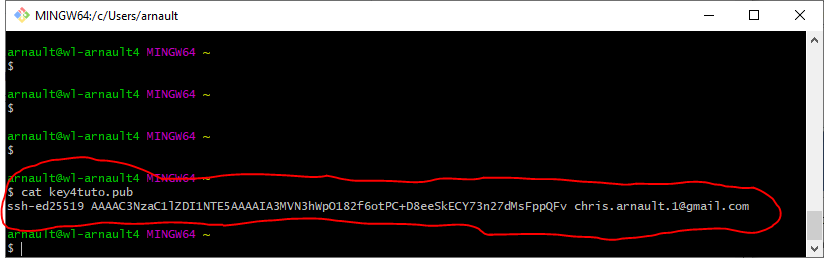 MINGW64:/c/Users/arnault
arnault@wl-arnault4 MINGW64 ~
$
arnault@wl-arnault4 MINGW64 ~
$
arnault@wl-arnault4 MINGW64 ~
$
arnault@wl-arnault4 MINGW64 ~
$ cat key4tuto.pub
ssh-ed25519 AAAAC3NzaC1lZDI1NTE5AAAAIA3MVN3hWpO182f6otPC+D8eeSkECY73n27dMsFppQFv chris.arnault.1@gmail.com
arnault@wl-arnault4 MINGW64 ~
$